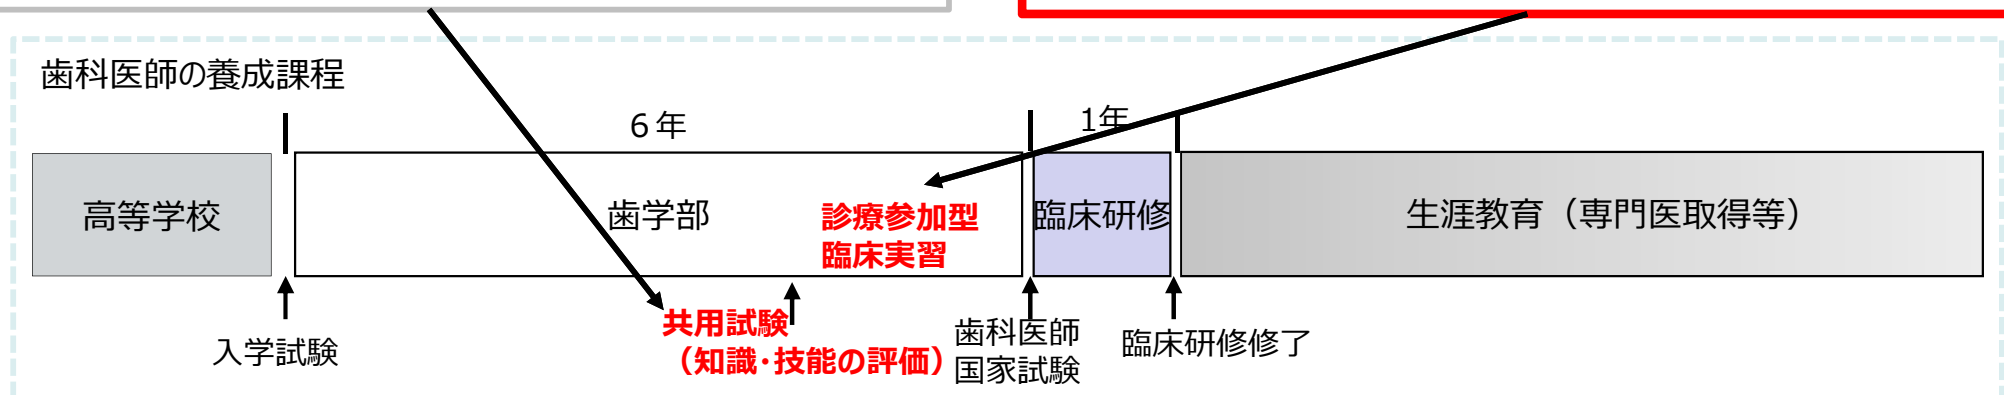 歯科医師の養成課程
６年
1年
高等学校
歯学部
診療参加型
臨床実習
臨床研修
生涯教育（専門医取得等）
入学試験
共用試験
（知識･技能の評価）
歯科医師
国家試験
臨床研修修了